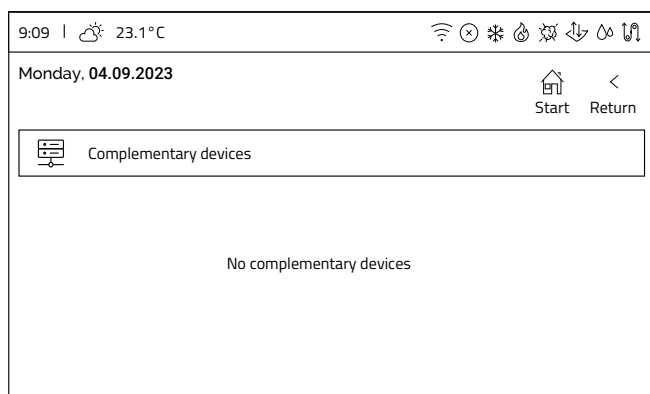 9:09 | 23.1°C
Monday, 04.09.2023
Start Return
Complementary devices
No complementary devices